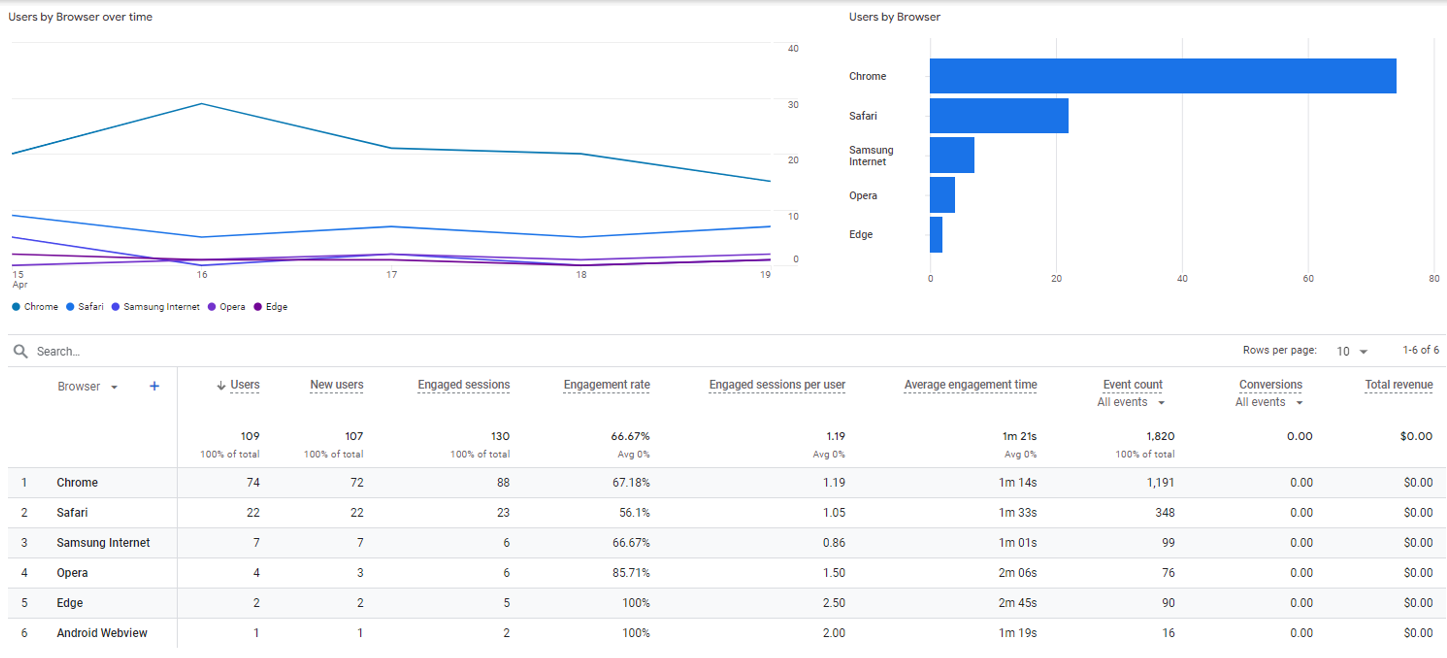 Users by Browser over time
40
30
20
10
0
15 16 17 18 19
Apr
Chrome Safari Samsung Internet Opera Edge
Users by Browser
Chrome
Safari
Samsung
Internet
Opera
Edge
0 20 40 60 80
Search...
Rows per page: 10 1-6 of 6
Browser + Users New users Engaged sessions Engagement rate Engaged sessions per user Average engagement time Event count Conversions Total revenue
All events All events
109 107 130 66.67% 1.19 1m 21s 1,820 0.00 $0.00
100% of total 100% of total 100% of total Avg 0% Avg 0% Avg 0% 100% of total
1 Chrome 74 72 88 67.18% 1.19 1m 14s 1,191 0.00 $0.00
2 Safari 22 22 23 56.1% 1.05 1m 33s 348 0.00 $0.00
3 Samsung Internet 7 7 6 66.67% 0.86 1m 01s 99 0.00 $0.00
4 Opera 4 3 6 85.71% 1.50 2m 06s 76 0.00 $0.00
5 Edge 2 2 5 100% 2.50 2m 45s 90 0.00 $0.00
6 Android Webview 1 1 2 100% 2.00 1m 19s 16 0.00 $0.00